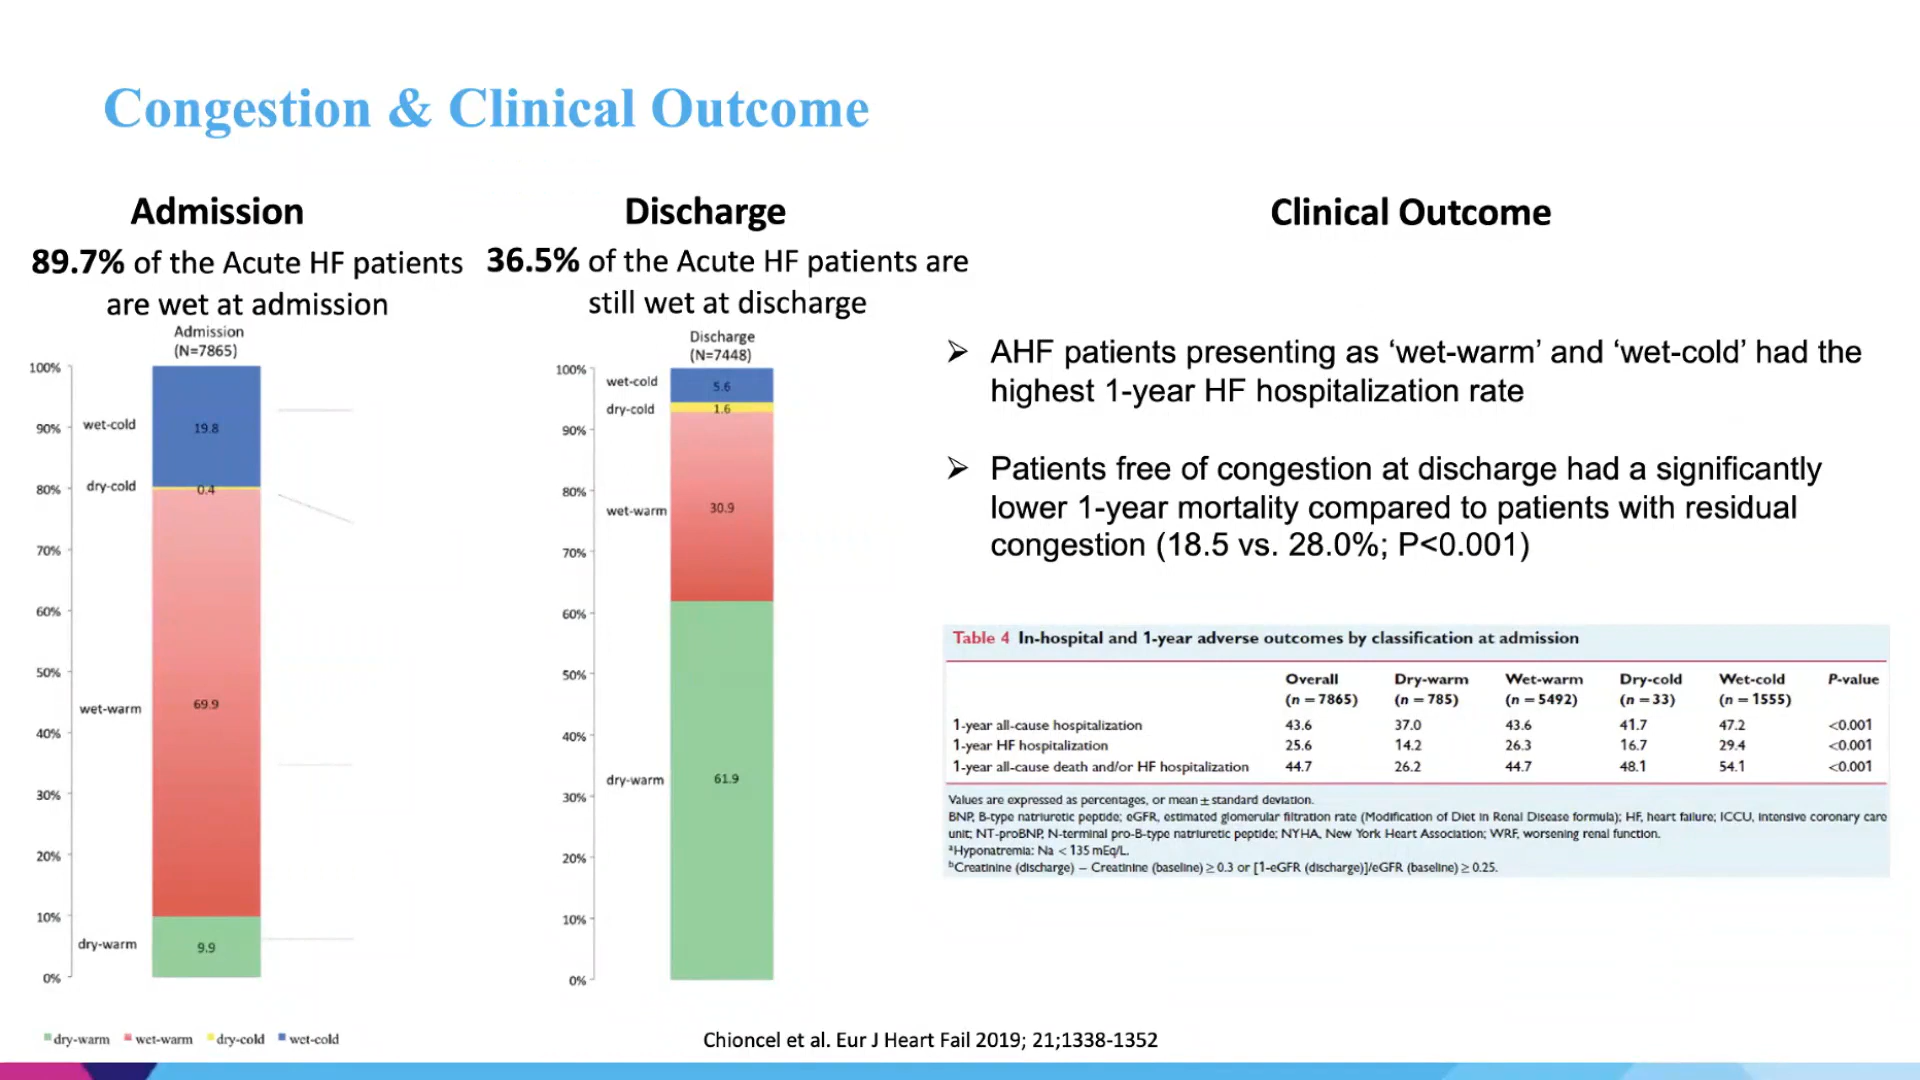 Congestion & Clinical Outcome
Admission
89.7% of the Acute HF patients
are wet at admission
Admission
(N=7865)
100%
90%
80%
70%
60%
50%
40%
30%
20%
10%
0%
wet-cold
dry-cold
wet-warm
dry-warm
19.8
0.4
69.9
9.9
dry-warm wet-warm dry-cold wet-cold
Discharge
36.5% of the Acute HF patients are
still wet at discharge
Discharge
(N=7448)
100%
90%
80%
70%
60%
50%
40%
30%
20%
10%
0%
wet-cold
dry-cold
wet-warm
dry-warm
5.6
1.6
30.9
61.9
Clinical Outcome
➢ AHF patients presenting as ‘wet-warm’ and ‘wet-cold’ had the
highest 1-year HF hospitalization rate
➢ Patients free of congestion at discharge had a significantly
lower 1-year mortality compared to patients with residual
congestion (18.5 vs. 28.0%; P<0.001)
Table 4 In-hospital and 1-year adverse outcomes by classification at admission
Overall Dry-warm Wet-warm Dry-cold Wet-cold P-value
(n = 7865) (n = 785) (n = 5492) (n = 33) (n = 1555)
1-year all-cause hospitalization 43.6 37.0 43.6 41.7 47.2 <0.001
1-year HF hospitalization 25.6 14.2 26.3 16.7 29.4 <0.001
1-year all-cause death and/or HF hospitalization 44.7 26.2 44.7 48.1 54.1 <0.001
Values are expressed as percentages, or mean ± standard deviation.
BNP, B-type natriuretic peptide; eGFR, estimated glomerular filtration rate (Modification of Diet in Renal Disease formula); HF, heart failure; ICCU, intensive coronary care
unit; NT-proBNP, N-terminal pro-B-type natriuretic peptide; NYHA, New York Heart Association; WRF, worsening renal function.
ᵃHyponatremia: Na < 135 mEq/L.
ᵇCreatinine (discharge) – Creatinine (baseline) ≥ 0.3 or [1-eGFR (discharge)]/eGFR (baseline) ≥ 0.25.
Chioncel et al. Eur J Heart Fail 2019; 21;1338-1352